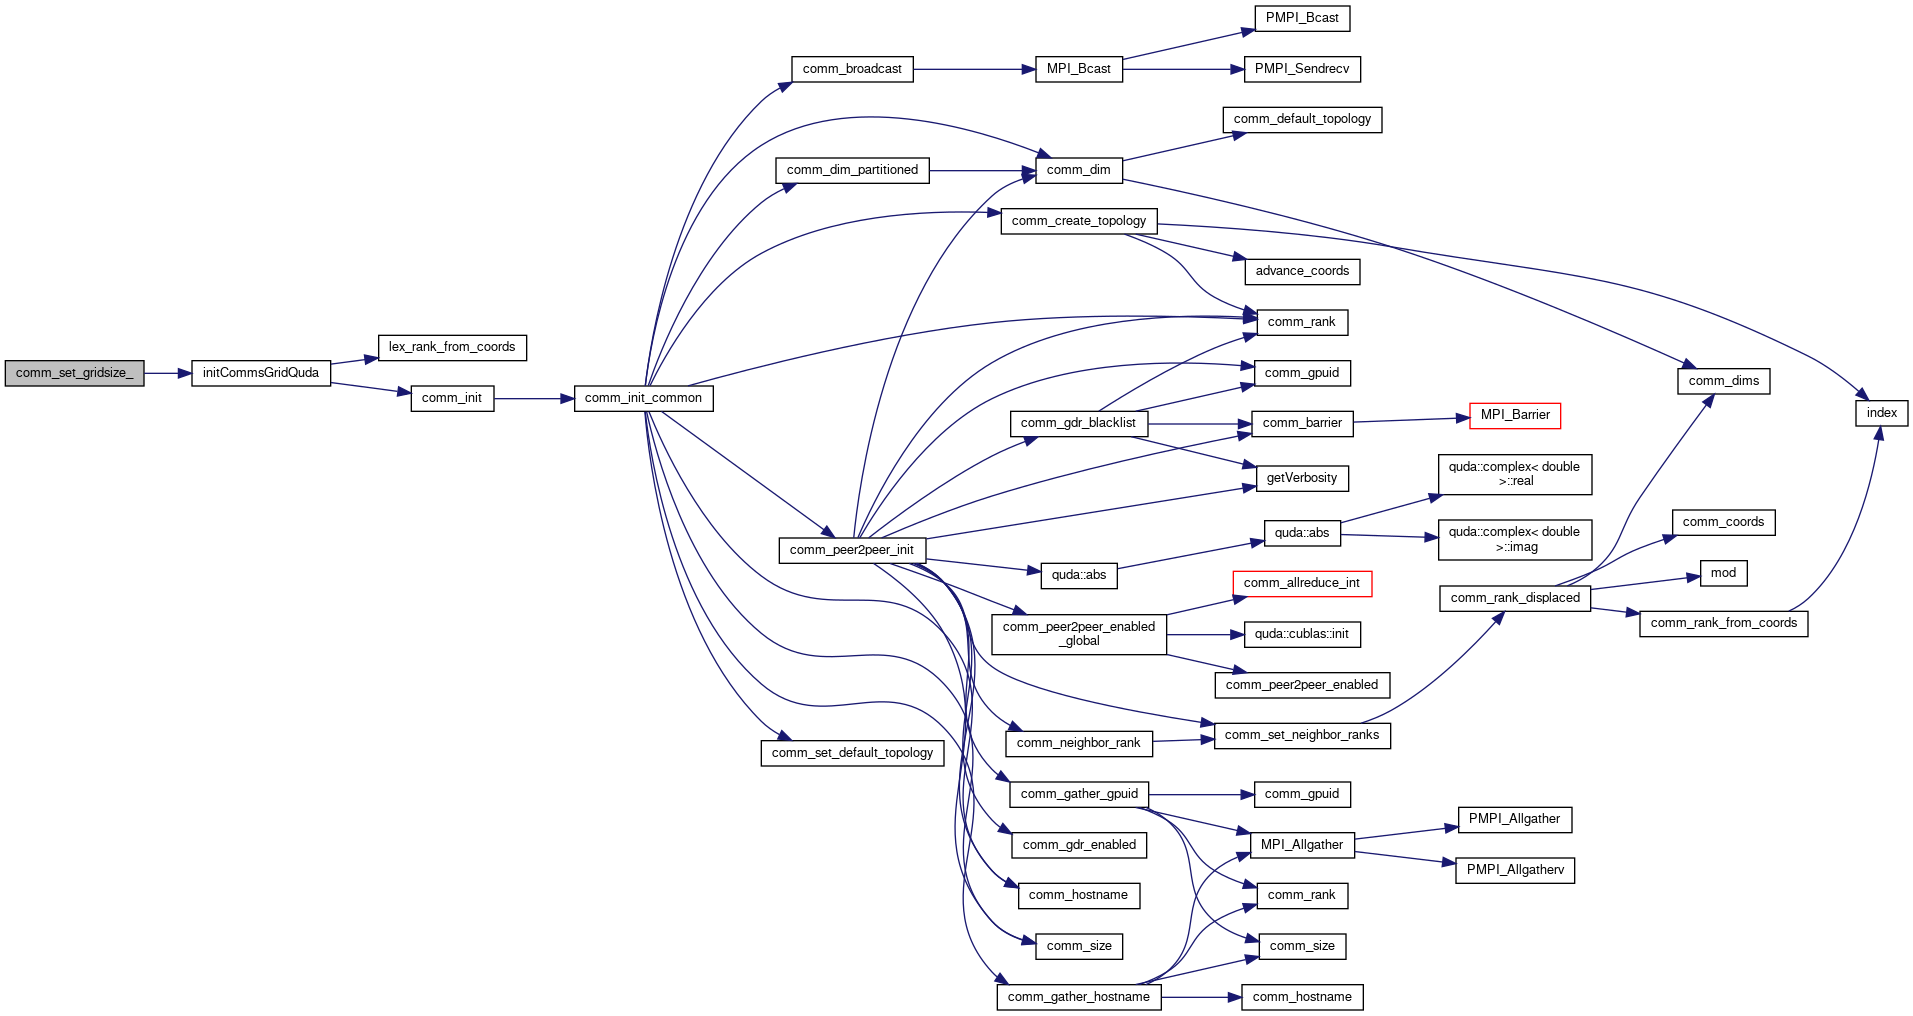 PMPI_Bcast
comm_broadcast
MPI_Bcast
PMPI_Sendrecv
comm_default_topology
comm_dim_partitioned
comm_dim
comm_create_topology
advance_coords
comm_rank
lex_rank_from_coords
comm_set_gridsize_
initCommsGridQuda
comm_gpuid
comm_dims
comm_init
comm_init_common
index
MPI_Barrier
comm_gdr_blacklist
comm_barrier
getVerbosity
quda::complex< double
>::real
comm_coords
quda::abs
quda::complex< double
>::imag
comm_peer2peer_init
quda::abs
mod
comm_allreduce_int
comm_rank_displaced
comm_rank_from_coords
comm_peer2peer_enabled
_global
quda::cublas::init
comm_peer2peer_enabled
comm_set_neighbor_ranks
comm_neighbor_rank
comm_set_default_topology
comm_gather_gpuid
comm_gpuid
PMPI_Allgather
comm_gdr_enabled
MPI_Allgather
PMPI_Allgatherv
comm_hostname
comm_rank
comm_size
comm_size
comm_gather_hostname
comm_hostname